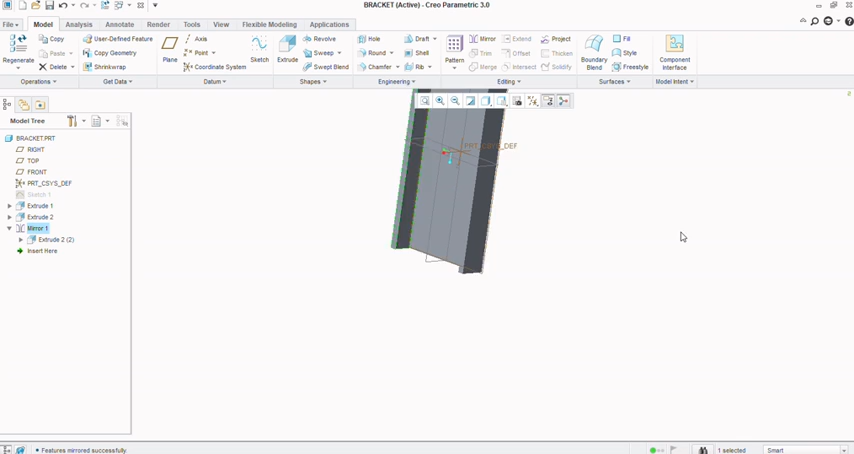 BRACKET (Active) - Creo Parametric 3.0
File Model Analysis Annotate Render Tools View Flexible Modeling Applications
Copy User-Defined Feature Axis Revolve Hole Draft Mirror Extend Project Fill
Regenerate Paste Copy Geometry Plane Point Sketch Extrude Sweep Round Shell Pattern Trim Offset Thicken Boundary Blend Style Component Interface
Delete Shrinkwrap Coordinate System Swept Blend Chamfer Rib Merge Intersect Solidify Freestyle
Operations Get Data Datum Shapes Engineering Editing Surfaces Model Intent
2
Model Tree
BRACKET.PRT
RIGHT
TOP
FRONT
PRT_CSYS_DEF
Sketch 1
Extrude 1
Extrude 2
Mirror 1
Extrude 2 (2)
Insert Here
PRT_CSYS_DEF
Features mirrored successfully.
1 selected
Smart